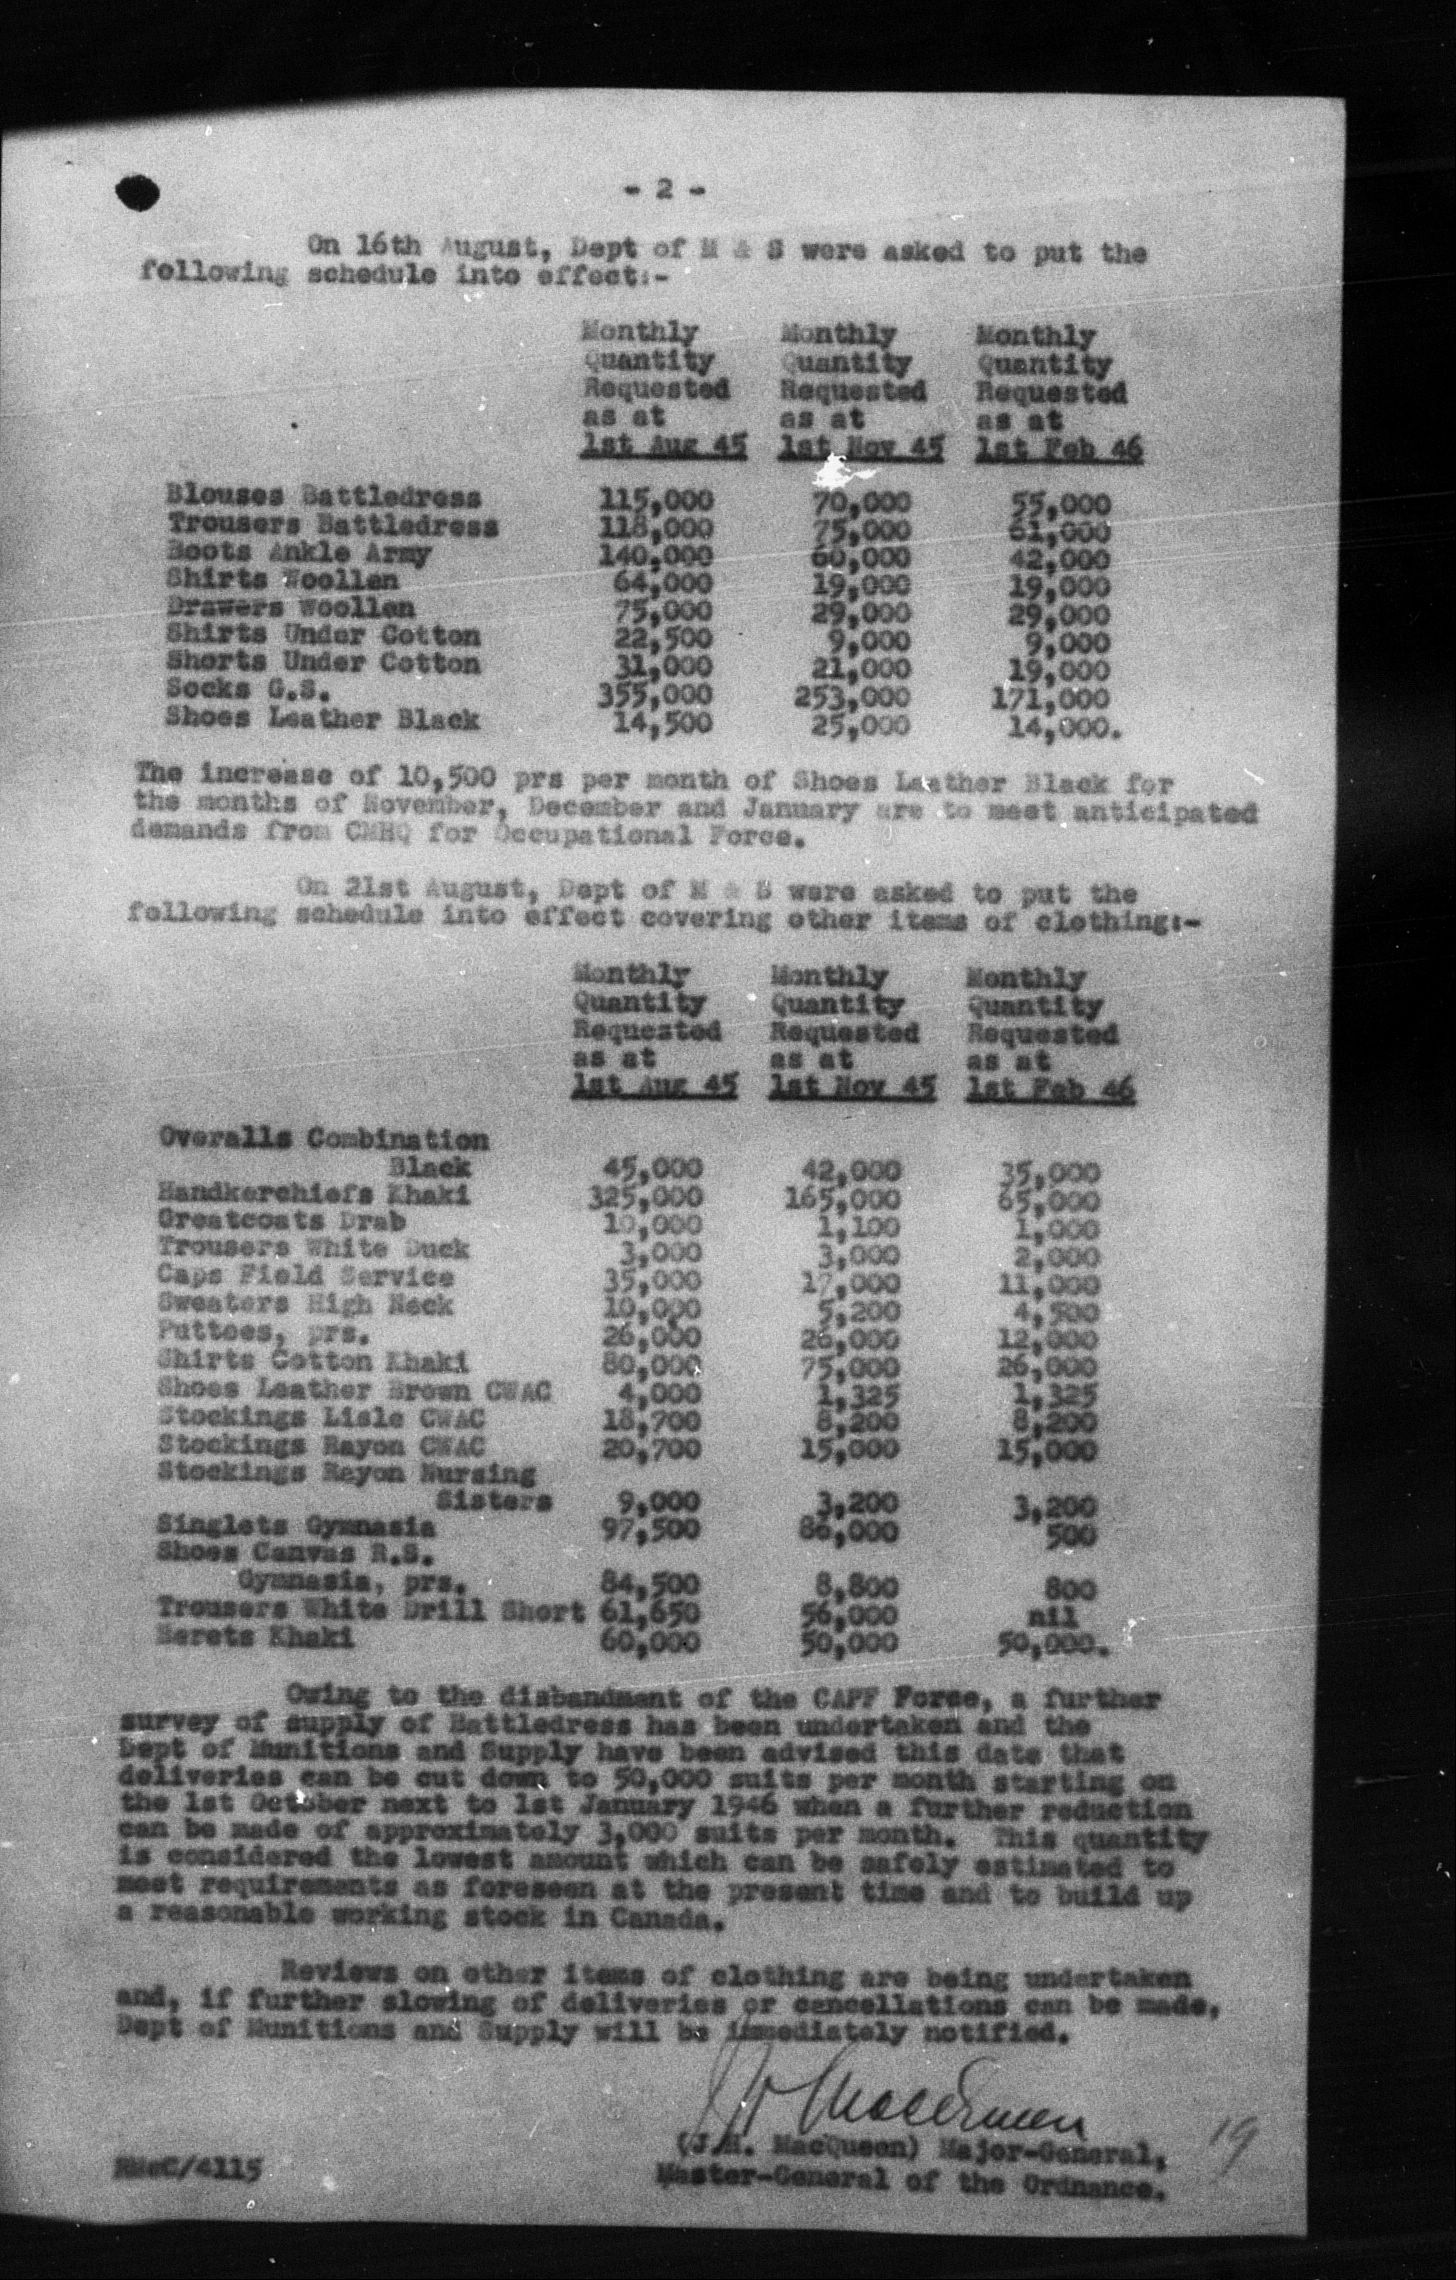 - 2 -
On 16th August, Dept of M & S were asked to put the
following schedule into effect:-
Monthly Monthly Monthly
Quantity Quantity Quantity
Requested Requested Requested
as at as at as at
1st Aug 45 1st Nov 45 1st Feb 46
Blouses Battledress 115,000 70,000 55,000
Trousers Battledress 118,000 75,000 61,000
Boots Ankle Army 140,000 60,000 42,000
Shirts Woollen 64,000 19,000 19,000
Drawers Woollen 75,000 29,000 29,000
Shirts Under Cotton 22,500 9,000 9,000
Shorts Under Cotton 31,000 21,000 19,000
Socks G.S. 355,000 253,000 171,000
Shoes Leather Black 14,500 25,000 14,000.
The increase of 10,500 prs per month of Shoes Leather Black for
the months of November, December and January are to meet anticipated
demands from CMHQ for Occupational Force.
On 21st August, Dept of M & S were asked to put the
following schedule into effect covering other items of clothing:-
Monthly Monthly Monthly
Quantity Quantity Quantity
Requested Requested Requested
as at as at as at
1st Aug 45 1st Nov 45 1st Feb 46
Overalls Combination
Black 45,000 42,000 35,000
Handkerchiefs Khaki 325,000 165,000 65,000
Greatcoats Drab 10,000 1,100 1,000
Trousers White Duck 3,000 3,000 2,000
Caps Field Service 35,000 17,000 11,000
Sweaters High Neck 10,000 5,200 4,500
Puttees, prs. 26,000 26,000 12,000
Shirts Cotton Khaki 80,000 75,000 26,000
Shoes Leather Brown CWAC 4,000 1,325 1,325
Stockings Lisle CWAC 18,700 8,200 8,200
Stockings Rayon CWAC 20,700 15,000 15,000
Stockings Rayon Nursing
Sisters 9,000 3,200 3,200
Singlets Gymnasia 97,500 86,000 500
Shoes Canvas R.S.
Gymnasia, prs. 84,500 8,800 800
Trousers White Drill Short 61,650 56,000 nil
Berets Khaki 60,000 50,000 50,000.
Owing to the disbandment of the CAPF Force, a further
survey of supply of Battledress has been undertaken and the
Dept of Munitions and Supply have been advised this date that
deliveries can be cut down to 50,000 suits per month starting on
the 1st October next to 1st January 1946 when a further reduction
can be made of approximately 3,000 suits per month. This quantity
is considered the lowest amount which can be safely estimated to
meet requirements as foreseen at the present time and to build up
a reasonable working stock in Canada.
Reviews on other items of clothing are being undertaken
and, if further slowing of deliveries or cancellations can be made,
Dept of Munitions and Supply will be immediately notified.
J H MacQueen
(J.H. MacQueen) Major-General,
19
RMcC/4115
Master-General of the Ordnance.